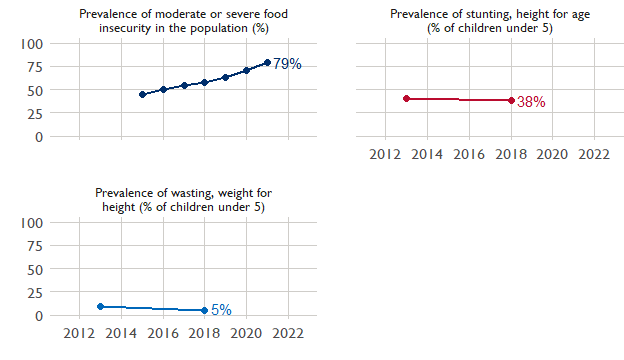 Prevalence of moderate or severe food
insecurity in the population (%)
100
75
50
25
0
79%
Prevalence of stunting, height for age
(% of children under 5)
38%
2012 2014 2016 2018 2020 2022
Prevalence of wasting, weight for
height (% of children under 5)
100
75
50
25
0
5%
2012 2014 2016 2018 2020 2022